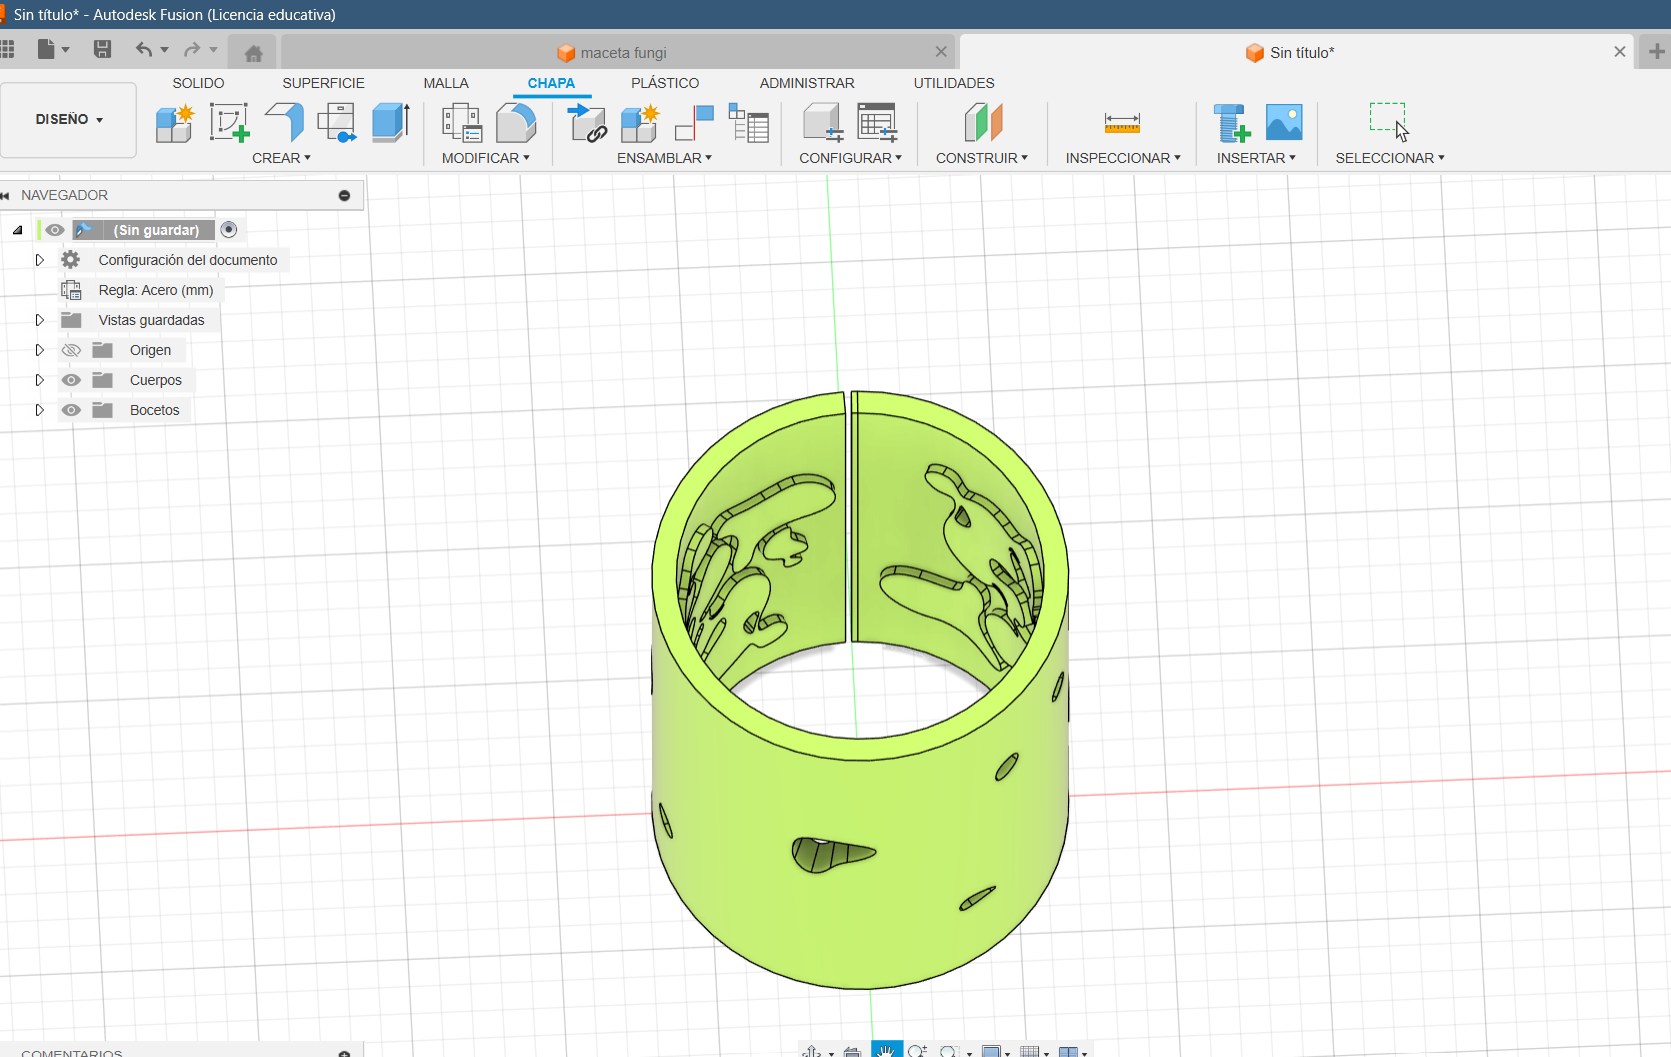 Sin título* - Autodesk Fusion (Licencia educativa)
maceta fungi
Sin título*
SOLIDO SUPERFICIE MALLA CHAPA PLÁSTICO ADMINISTRAR UTILIDADES
DISEÑO
CREAR MODIFICAR ENSAMBLAR CONFIGURAR CONSTRUIR INSPECCIONAR INSERTAR SELECCIONAR
NAVEGADOR
(Sin guardar)
Configuración del documento
Regla: Acero (mm)
Vistas guardadas
Origen
Cuerpos
Bocetos
COMENTARIOS